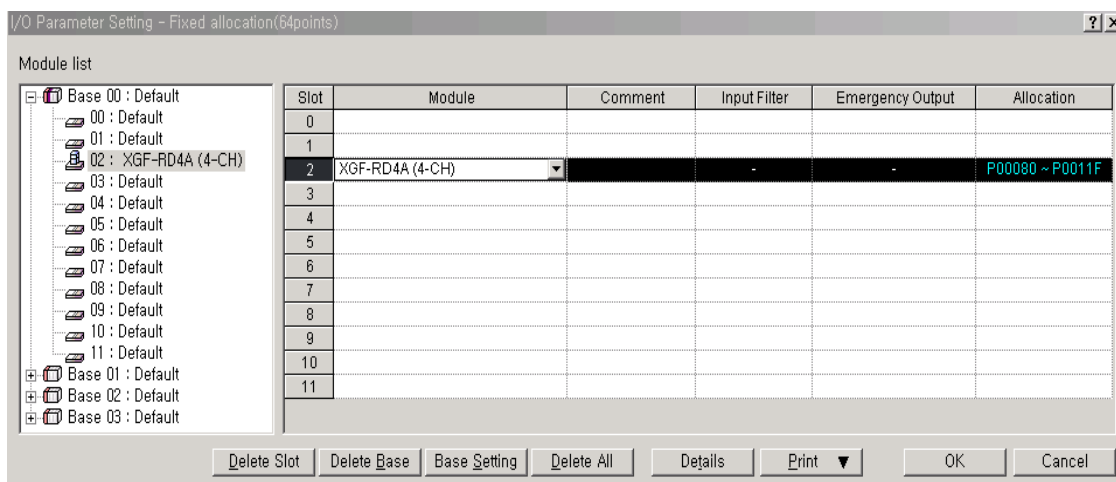 I/O Parameter Setting - Fixed allocation(64points)
Module list
Base 00 : Default
00 : Default
01 : Default
02 : XGF-RD4A (4-CH)
03 : Default
04 : Default
05 : Default
06 : Default
07 : Default
08 : Default
09 : Default
10 : Default
11 : Default
Base 01 : Default
Base 02 : Default
Base 03 : Default
Slot Module Comment Input Filter Emergency Output Allocation
0
1
2 XGF-RD4A (4-CH) - - P00080 ~ P0011F
3
4
5
6
7
8
9
10
11
Delete Slot Delete Base Base Setting Delete All Details Print ▼ OK Cancel